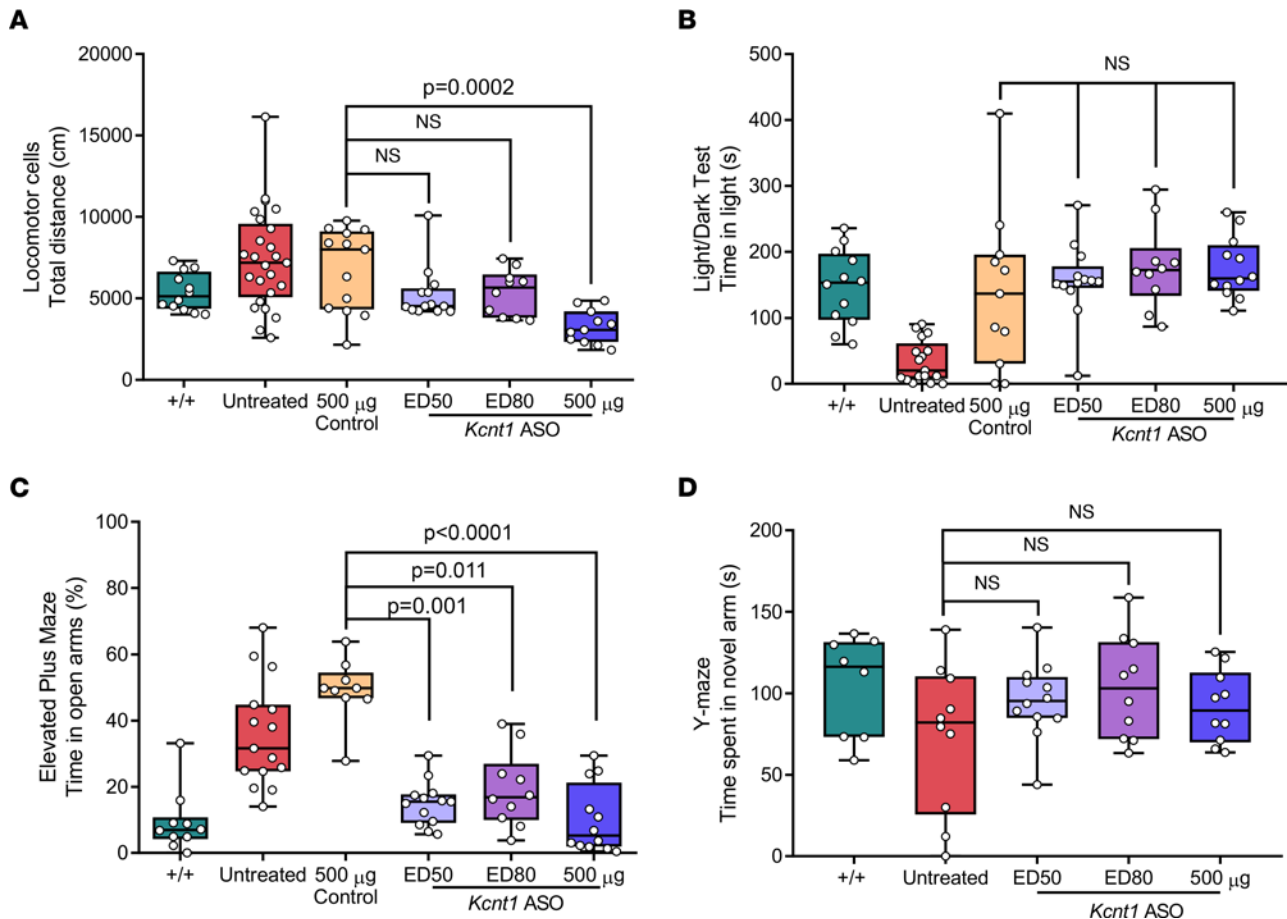 A
Locomotor cells
Total distance (cm)
20000
15000
10000
5000
0
p=0.0002
NS
NS
+/+
Untreated
500 μg
Control
ED50
ED80
500 μg
Kcnt1 ASO
B
Light/Dark Test
Time in light (s)
500
400
300
200
100
0
NS
+/+
Untreated
500 μg
Control
ED50
ED80
500 μg
Kcnt1 ASO
C
Elevated Plus Maze
Time in open arms (%)
100
80
60
40
20
0
p<0.0001
p=0.011
p=0.001
+/+
Untreated
500 μg
Control
ED50
ED80
500 μg
Kcnt1 ASO
D
Y-maze
Time spent in novel arm (s)
200
150
100
50
0
NS
NS
NS
+/+
Untreated
ED50
ED80
500 μg
Kcnt1 ASO